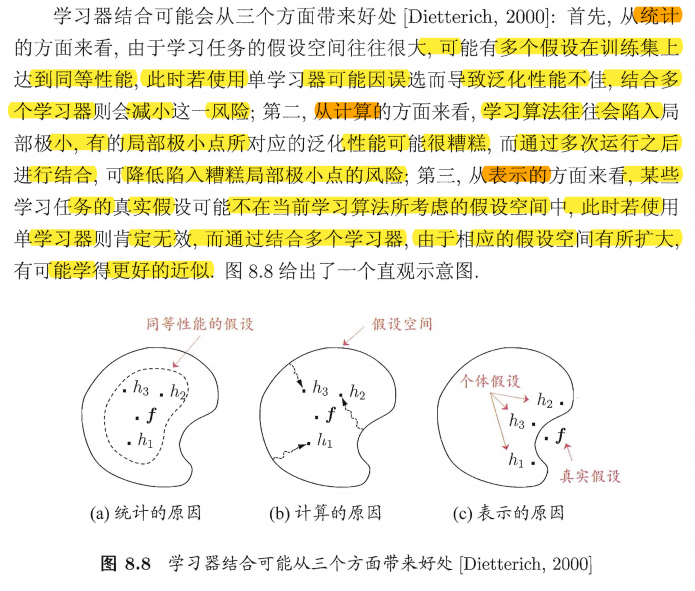 学习器结合可能会从三个方面带来好处 [Dietterich, 2000]: 首先, 从统计
的方面来看, 由于学习任务的假设空间往往很大, 可能有多个假设在训练集上
达到同等性能, 此时若使用单学习器可能因误选而导致泛化性能不佳, 结合多
个学习器则会减小这一风险; 第二, 从计算的方面来看, 学习算法往往会陷入局
部极小, 有的局部极小点所对应的泛化性能可能很糟糕, 而通过多次运行之后
进行结合, 可降低陷入糟糕局部极小点的风险; 第三, 从表示的方面来看, 某些
学习任务的真实假设可能不在当前学习算法所考虑的假设空间中, 此时若使用
单学习器则肯定无效, 而通过结合多个学习器, 由于相应的假设空间有所扩大,
有可能学得更好的近似. 图 8.8 给出了一个直观示意图.
同等性能的假设
h3 h2
f
h1
(a) 统计的原因
假设空间
h3 h2
f
h1
(b) 计算的原因
个体假设
h2
h3
f
h1
真实假设
(c) 表示的原因
图 8.8 学习器结合可能从三个方面带来好处 [Dietterich, 2000]